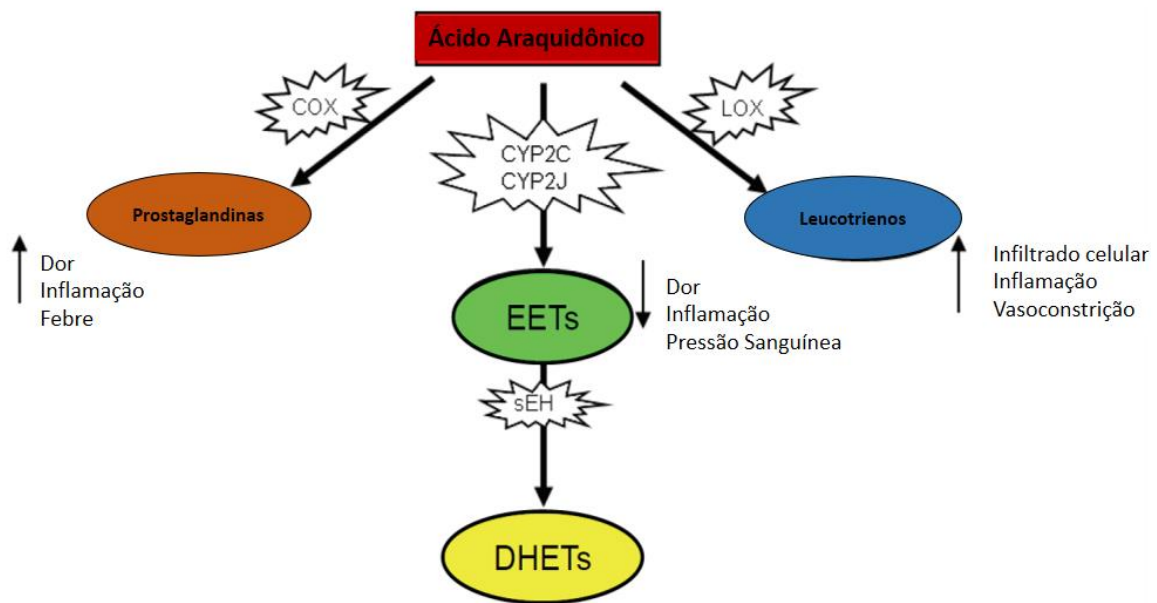 Ácido Araquidônico
COX
LOX
CYP2C
CYP2J
Prostaglandinas
Leucotrienos
Dor
Inflamação
Febre
EETs
Dor
Inflamação
Pressão Sanguínea
Infiltrado celular
Inflamação
Vasoconstrição
sEH
DHETs